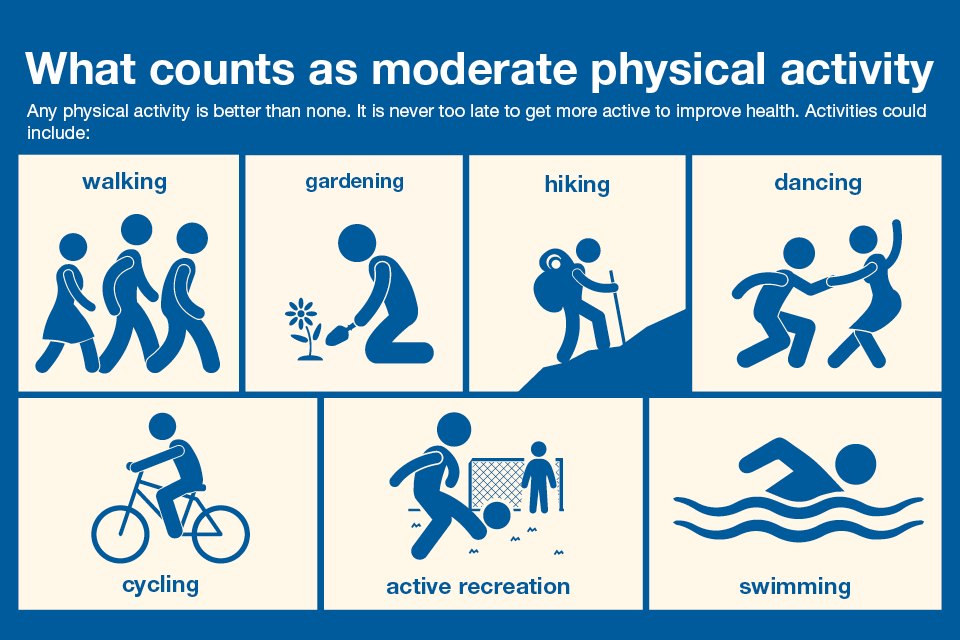 What counts as moderate physical activity
Any physical activity is better than none. It is never too late to get more active to improve health. Activities could
include:
walking
gardening
hiking
dancing
cycling
active recreation
swimming